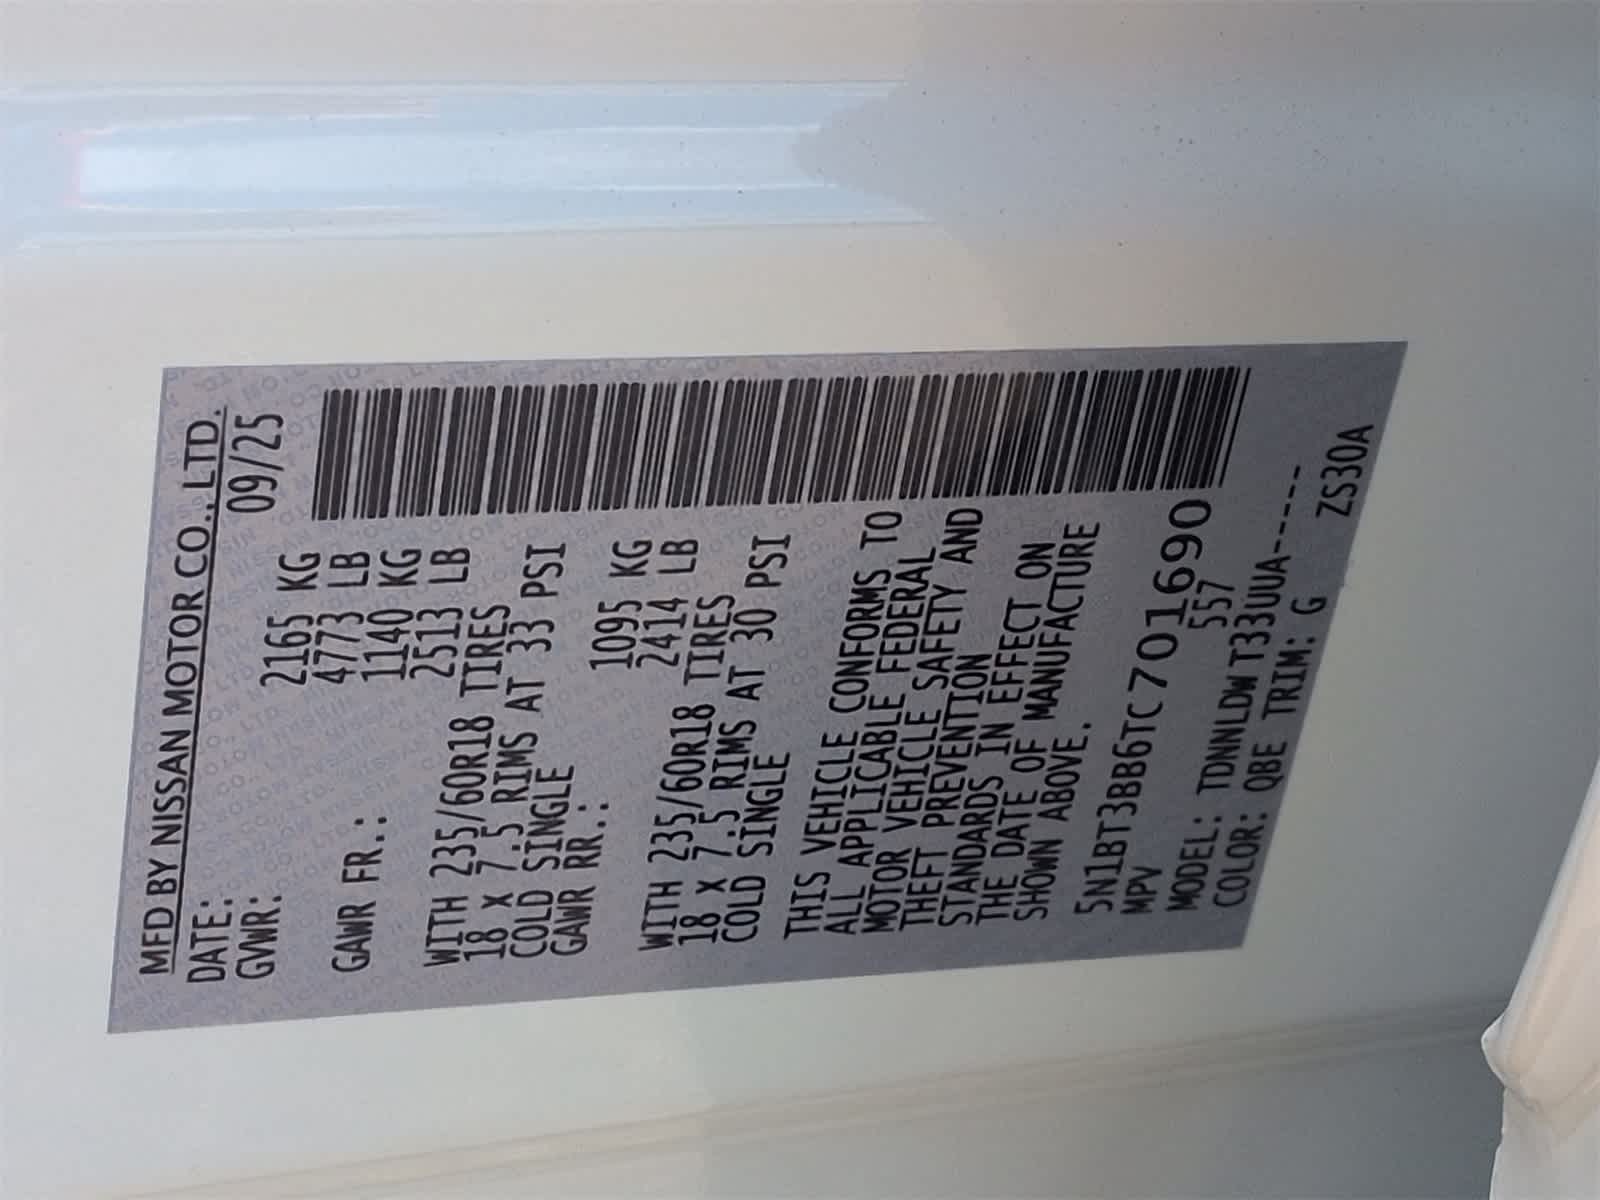 MFD BY NISSAN MOTOR CO., LTD.
DATE: 09/25
GVWR: 2165 KG
4773 LB
GAWR FR.: 1140 KG
2513 LB
WITH 235/60R18 TIRES
18 X 7.5 RIMS AT 33 PSI
COLD SINGLE
GAWR RR.: 1095 KG
2414 LB
WITH 235/60R18 TIRES
18 X 7.5 RIMS AT 30 PSI
COLD SINGLE
THIS VEHICLE CONFORMS TO
ALL APPLICABLE FEDERAL
MOTOR VEHICLE SAFETY AND
THEFT PREVENTION
STANDARDS IN EFFECT ON
THE DATE OF MANUFACTURE
SHOWN ABOVE.
5N1BT3BB6TC701690
MPV 557
MODEL: TDNNLDWT33UUA-----
COLOR: QBE TRIM: G ZS30A